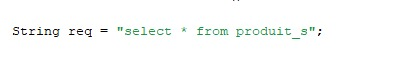 String req = "select * from produit_s";